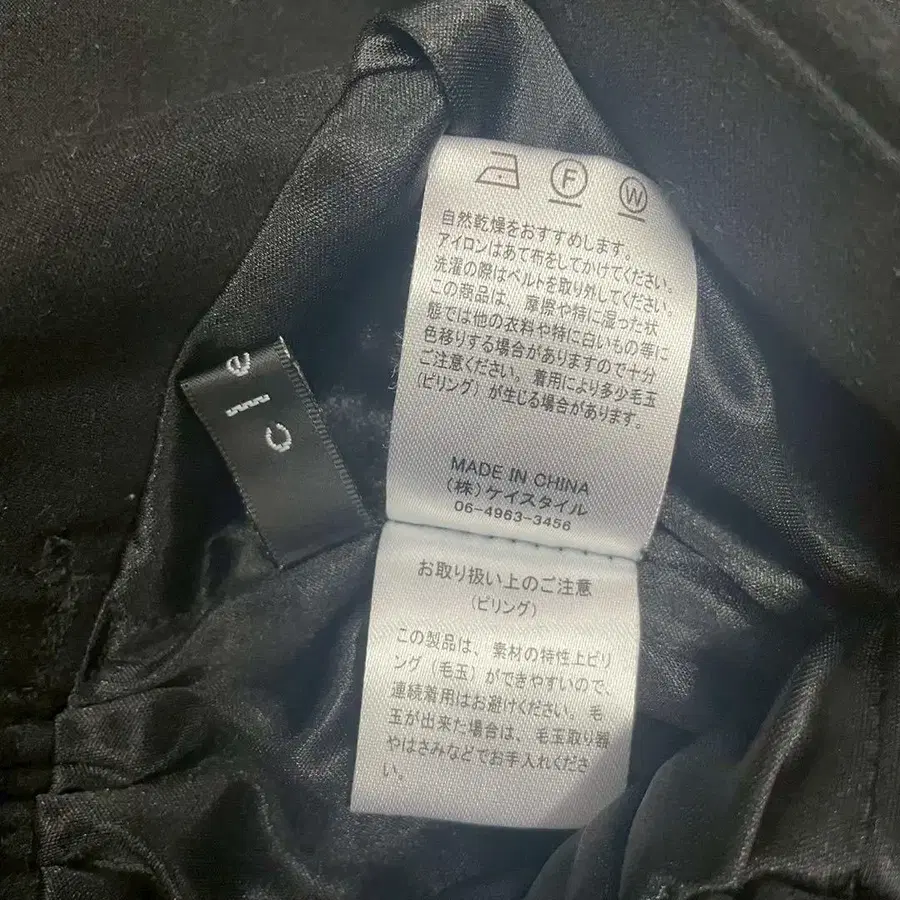 F
W
自然乾燥をおすすめします。
アイロンはあて布をしてかけてください。
洗濯の際はベルトを取り外してください。
この商品は、摩擦や特に湿った状
態では他の衣料や特に白いもの等に
色移りする場合がありますので十分
ご注意ください。着用により多少毛玉
(ピリング)が生じる場合があります。
MADE IN CHINA
(株)ケイスタイル
06-4963-3456
お取り扱い上のご注意
(ピリング)
この製品は、素材の特性上ピリ
ング(毛玉)ができやすいので、
連続着用はお避けください。毛
玉が出来た場合は、毛玉取り器
やはさみなどでお手入れくださ
い。